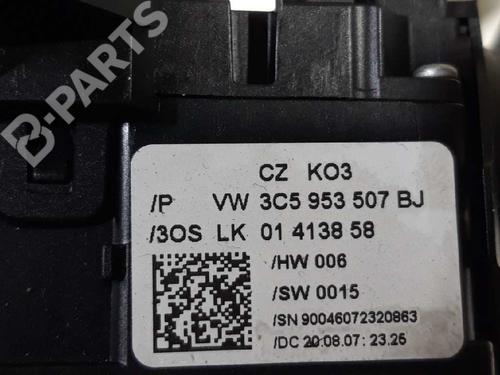 B-PARTS
CZ KO3
/P VW 3C5 953 507 BJ
/3OS LK 01 4138 58
/HW 006
/SW 0015
/SN 90046072320863
/DC 20:08.07: 23.25